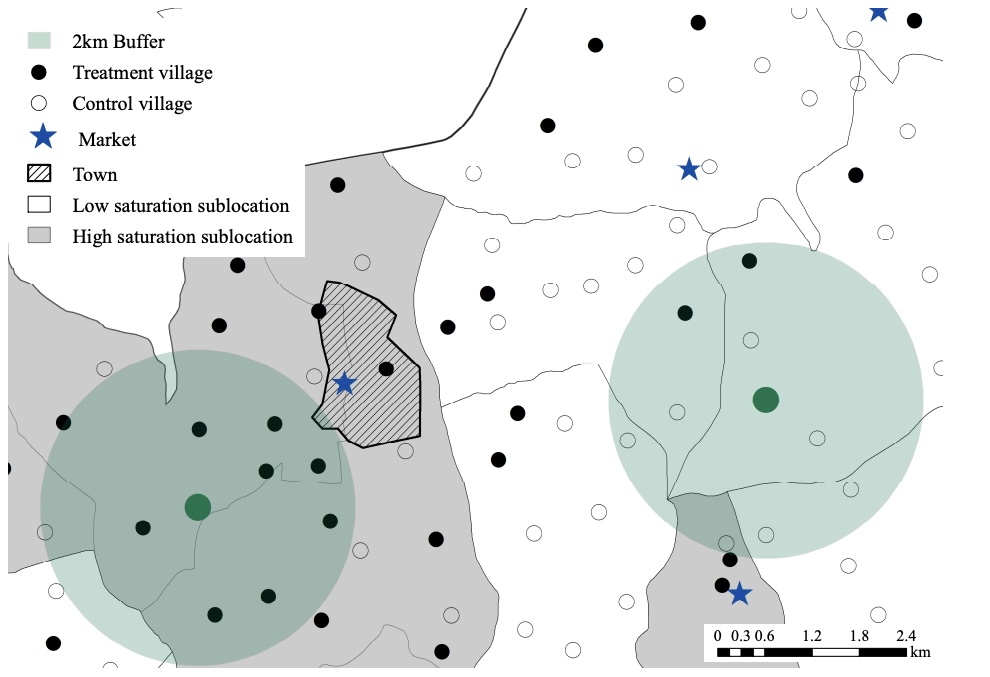 2km Buffer
Treatment village
Control village
Market
Town
Low saturation sublocation
High saturation sublocation
0 0.3 0.6 1.2 1.8 2.4
km